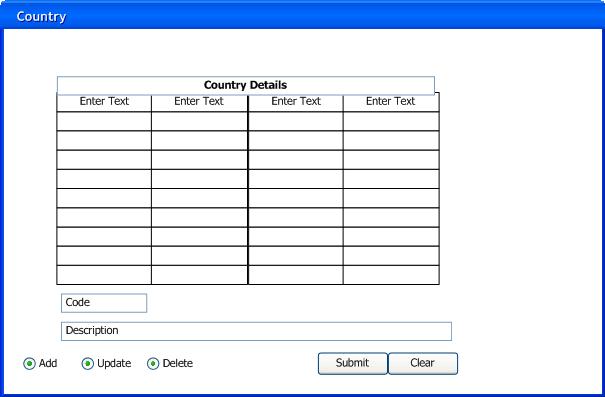 Country
Country Details
Enter Text Enter Text Enter Text Enter Text
Code
Description
Add Update Delete Submit Clear